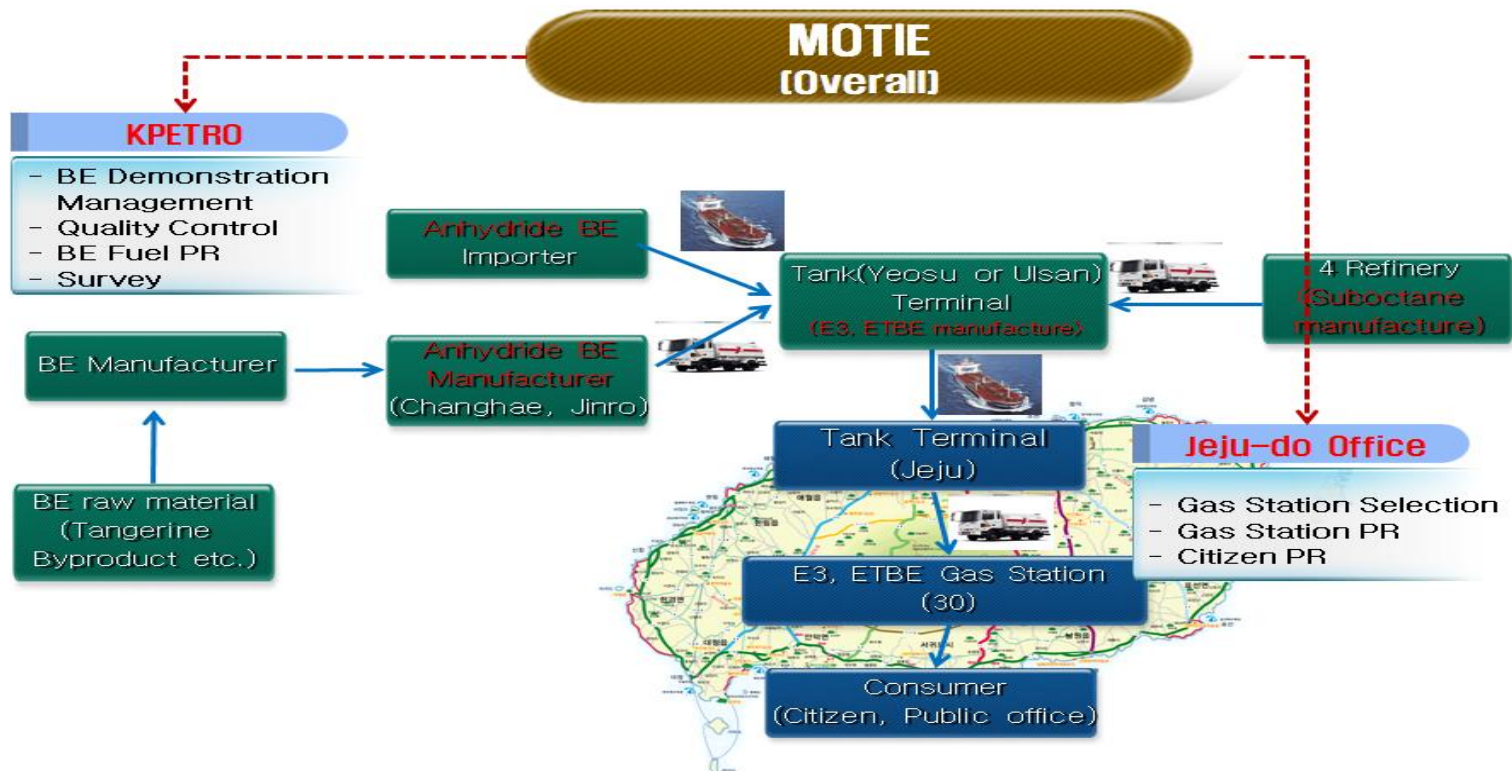 MOTIE
(Overall)
KPETRO
- BE Demonstration
Management
- Quality Control
- BE Fuel PR
- Survey
Anhydride BE
Importer
Tank(Yeosu or Ulsan)
Terminal
(E3, ETBE manufacture)
4 Refinery
(Suboctane
manufacture)
BE Manufacturer
Anhydride BE
Manufacturer
(Changhae, Jinro)
BE raw material
(Tangerine
Byproduct etc.)
Tank Terminal
(Jeju)
Jeju-do Office
- Gas Station Selection
- Gas Station PR
- Citizen PR
E3, ETBE Gas Station
(30)
Consumer
(Citizen, Public office)